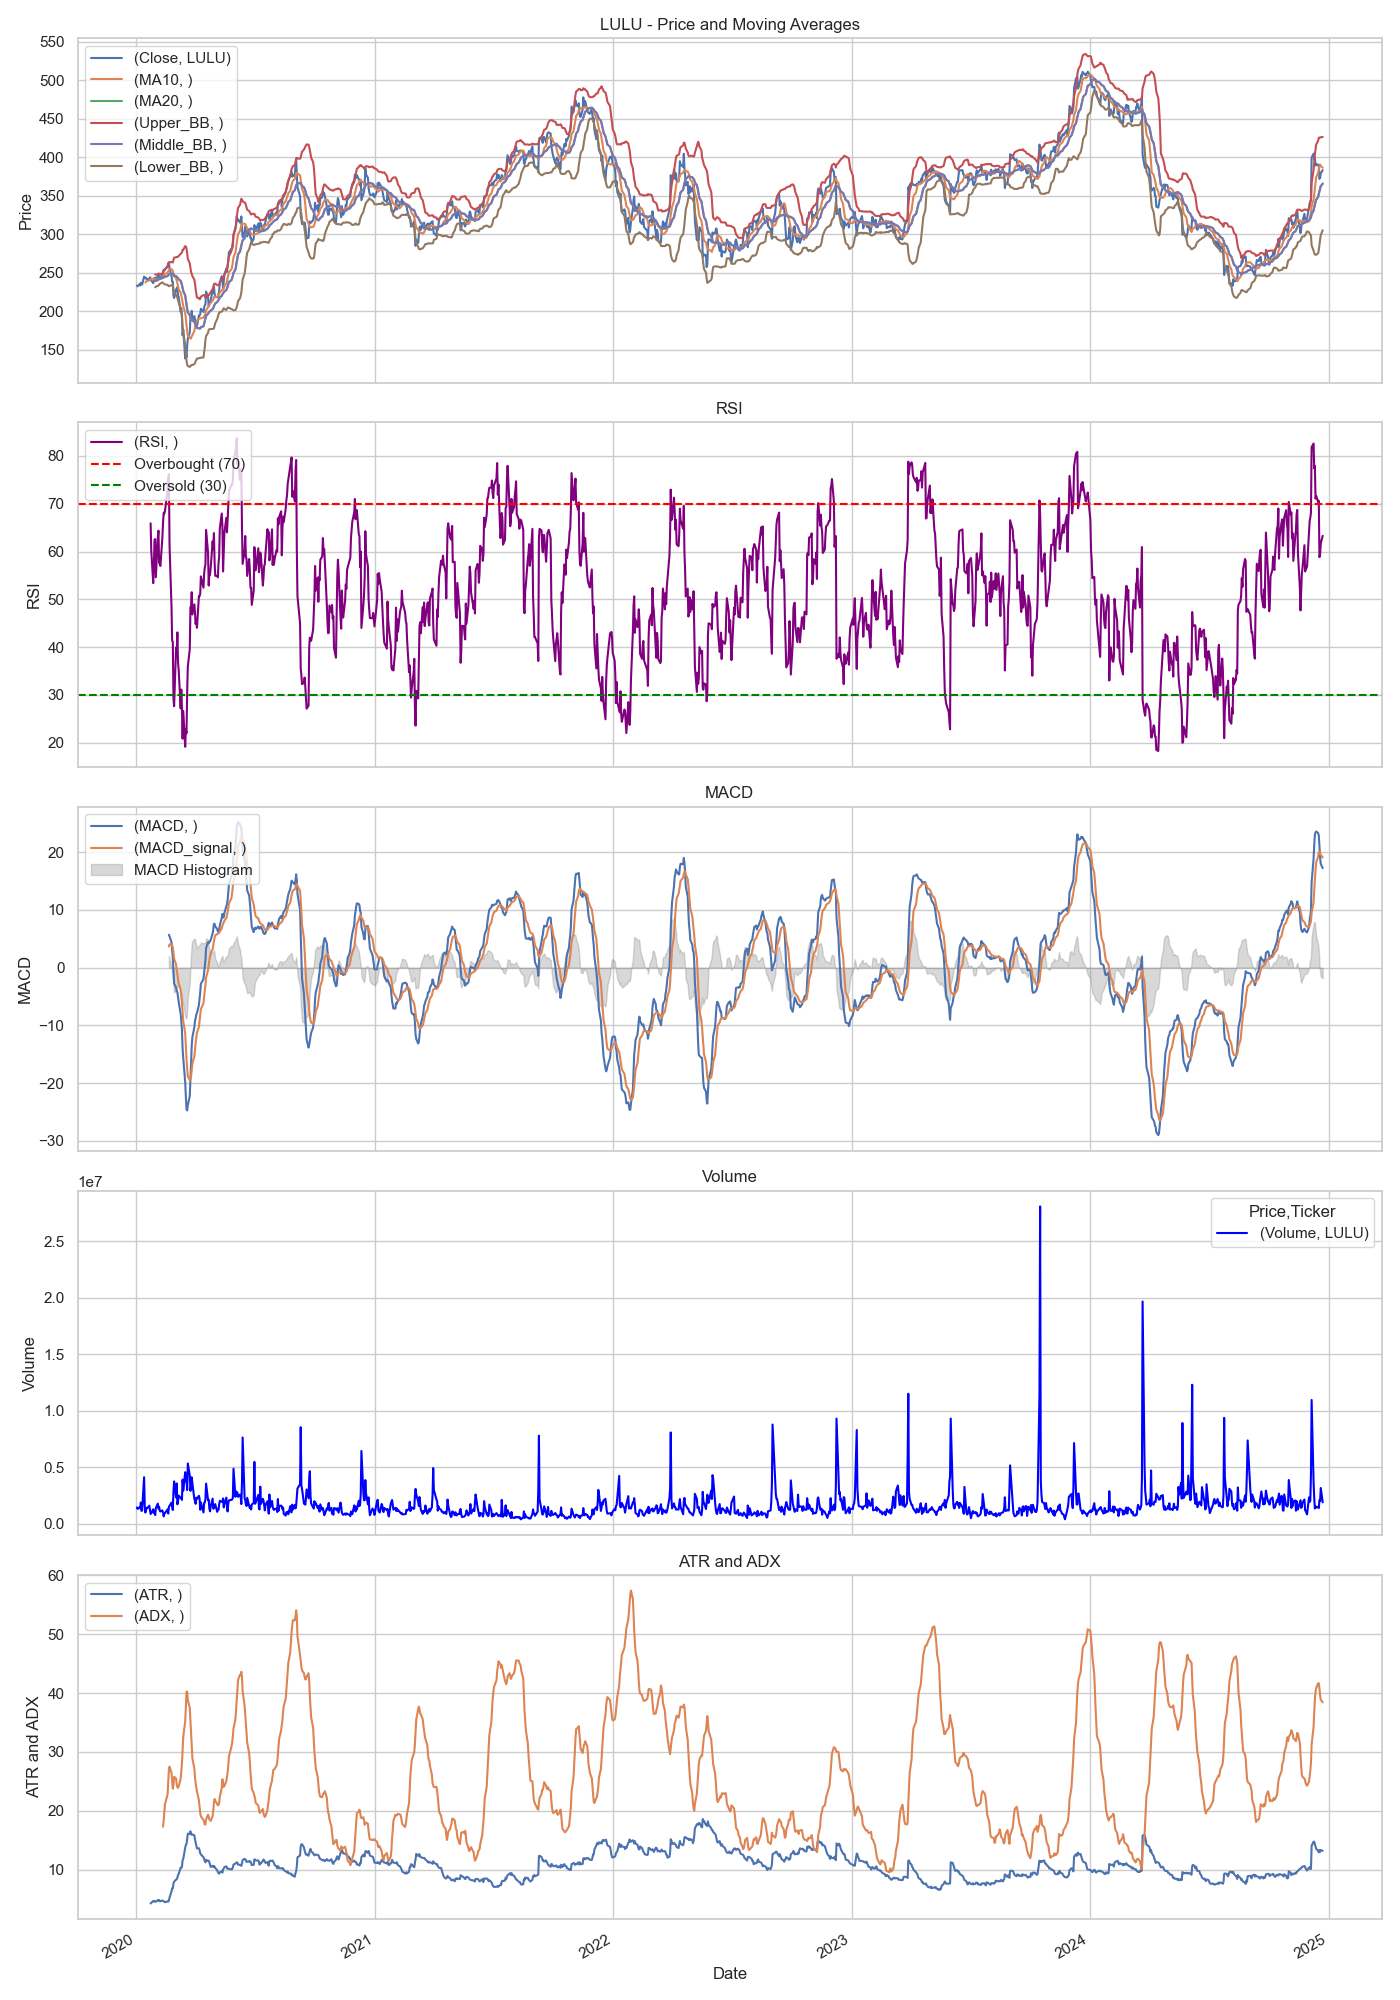 LULU - Price and Moving Averages
550
500
450
400
350
300
250
200
150
Price
(Close, LULU)
(MA10, )
(MA20, )
(Upper_BB, )
(Middle_BB, )
(Lower_BB, )
RSI
80
70
60
50
40
30
20
RSI
(RSI, )
Overbought (70)
Oversold (30)
MACD
20
10
0
−10
−20
−30
MACD
(MACD, )
(MACD_signal, )
MACD Histogram
Volume
1e7
2.5
2.0
1.5
1.0
0.5
0.0
Volume
Price,Ticker
(Volume, LULU)
ATR and ADX
60
50
40
30
20
10
ATR and ADX
(ATR, )
(ADX, )
2020
2021
2022
2023
2024
2025
Date